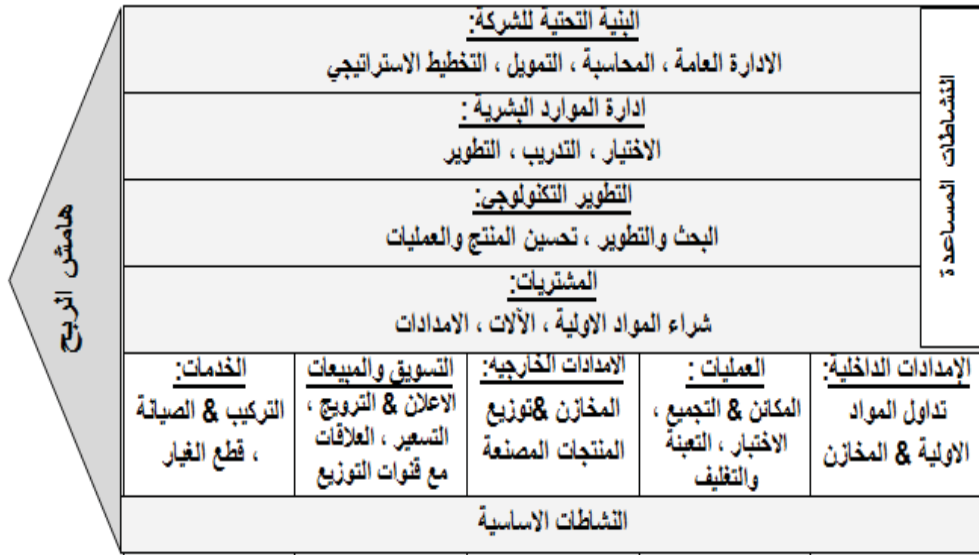 البنية التحتية للشركة:
الادارة العامة ، المحاسبة ، التمويل ، التخطيط الاستراتيجي
ادارة الموارد البشرية :
الاختيار ، التدريب ، التطوير
التطوير التكنولوجى:
البحث والتطوير ، تحسين المنتج والعمليات
المشتريات:
شراء المواد الاولية ، الآلات ، الامدادات
النشاطات المساعدة
الإمدادات الداخلية:
تداول المواد
الاولية & المخازن
العمليات :
المكائن & التجميع ،
الاختبار ، التعبئة
والتغليف
الامدادات الخارجيه:
المخازن &توزيع
المنتجات المصنعة
التسويق والمبيعات
الاعلان & الترويج ،
التسعير ، العلاقات
مع قنوات التوزيع
الخدمات:
التركيب & الصيانة
، قطع الغيار
النشاطات الاساسية
هامش الربح